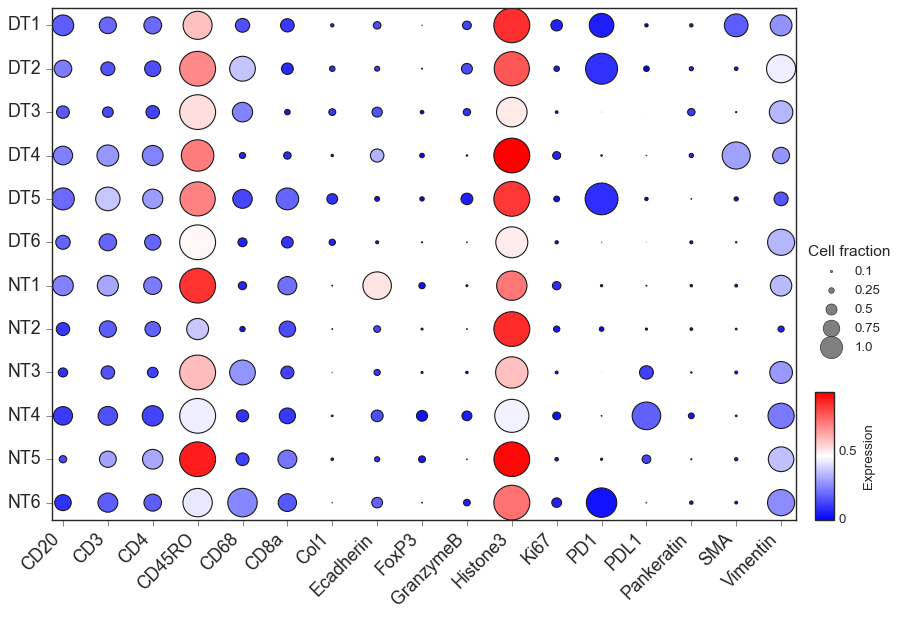 DT1
DT2
DT3
DT4
DT5
DT6
NT1
NT2
NT3
NT4
NT5
NT6
CD20
CD3
CD4
CD45RO
CD68
CD8a
Col1
Ecadherin
FoxP3
GranzymeB
Histone3
Ki67
PD1
PDL1
Pankeratin
SMA
Vimentin
Cell fraction
0.1
0.25
0.5
0.75
1.0
0.5
0
Expression